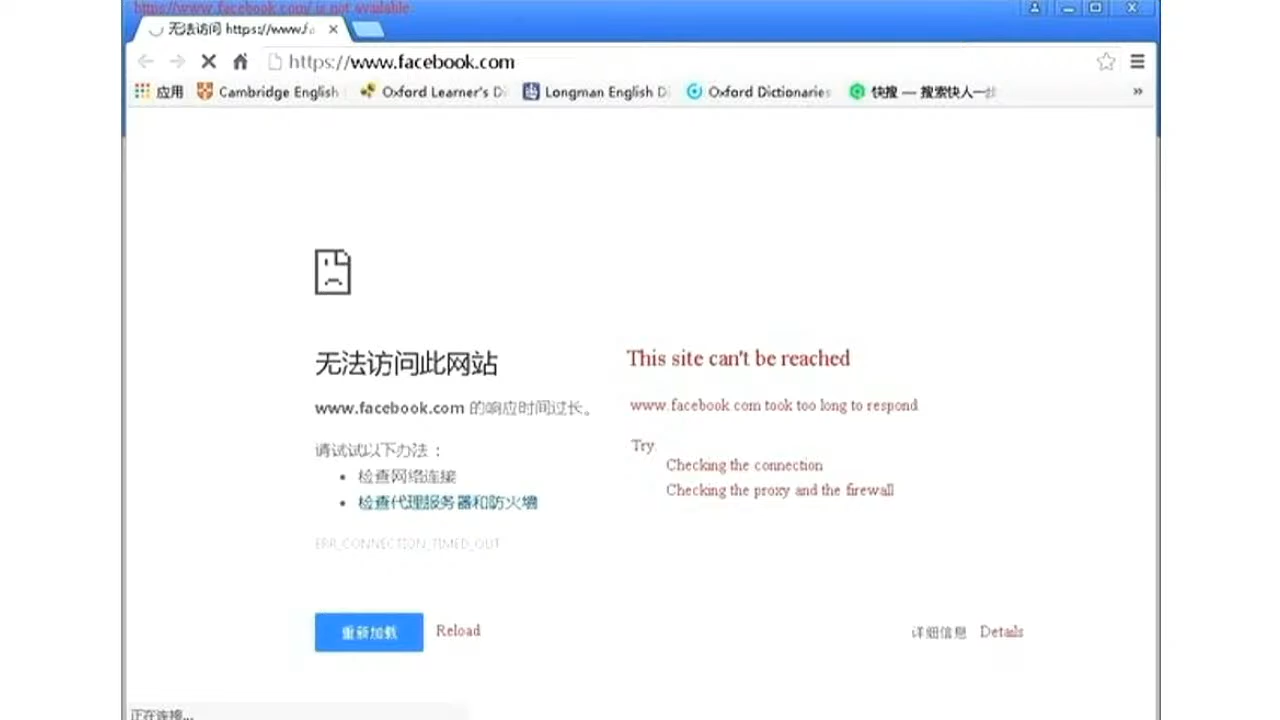 https://www.facebook.com/ is not available
无法访问 https://www.fa
https://www.facebook.com
应用 Cambridge English Oxford Learner's Di Longman English Di Oxford Dictionaries 快搜 — 搜索快人一步 »
无法访问此网站 This site can't be reached
www.facebook.com 的响应时间过长。 www.facebook.com took too long to respond.
请试试以下办法： Try:
检查网络连接 Checking the connection
检查代理服务器和防火墙 Checking the proxy and the firewall
ERR_CONNECTION_TIMED_OUT
重新加载 Reload 详细信息 Details
正在连接...